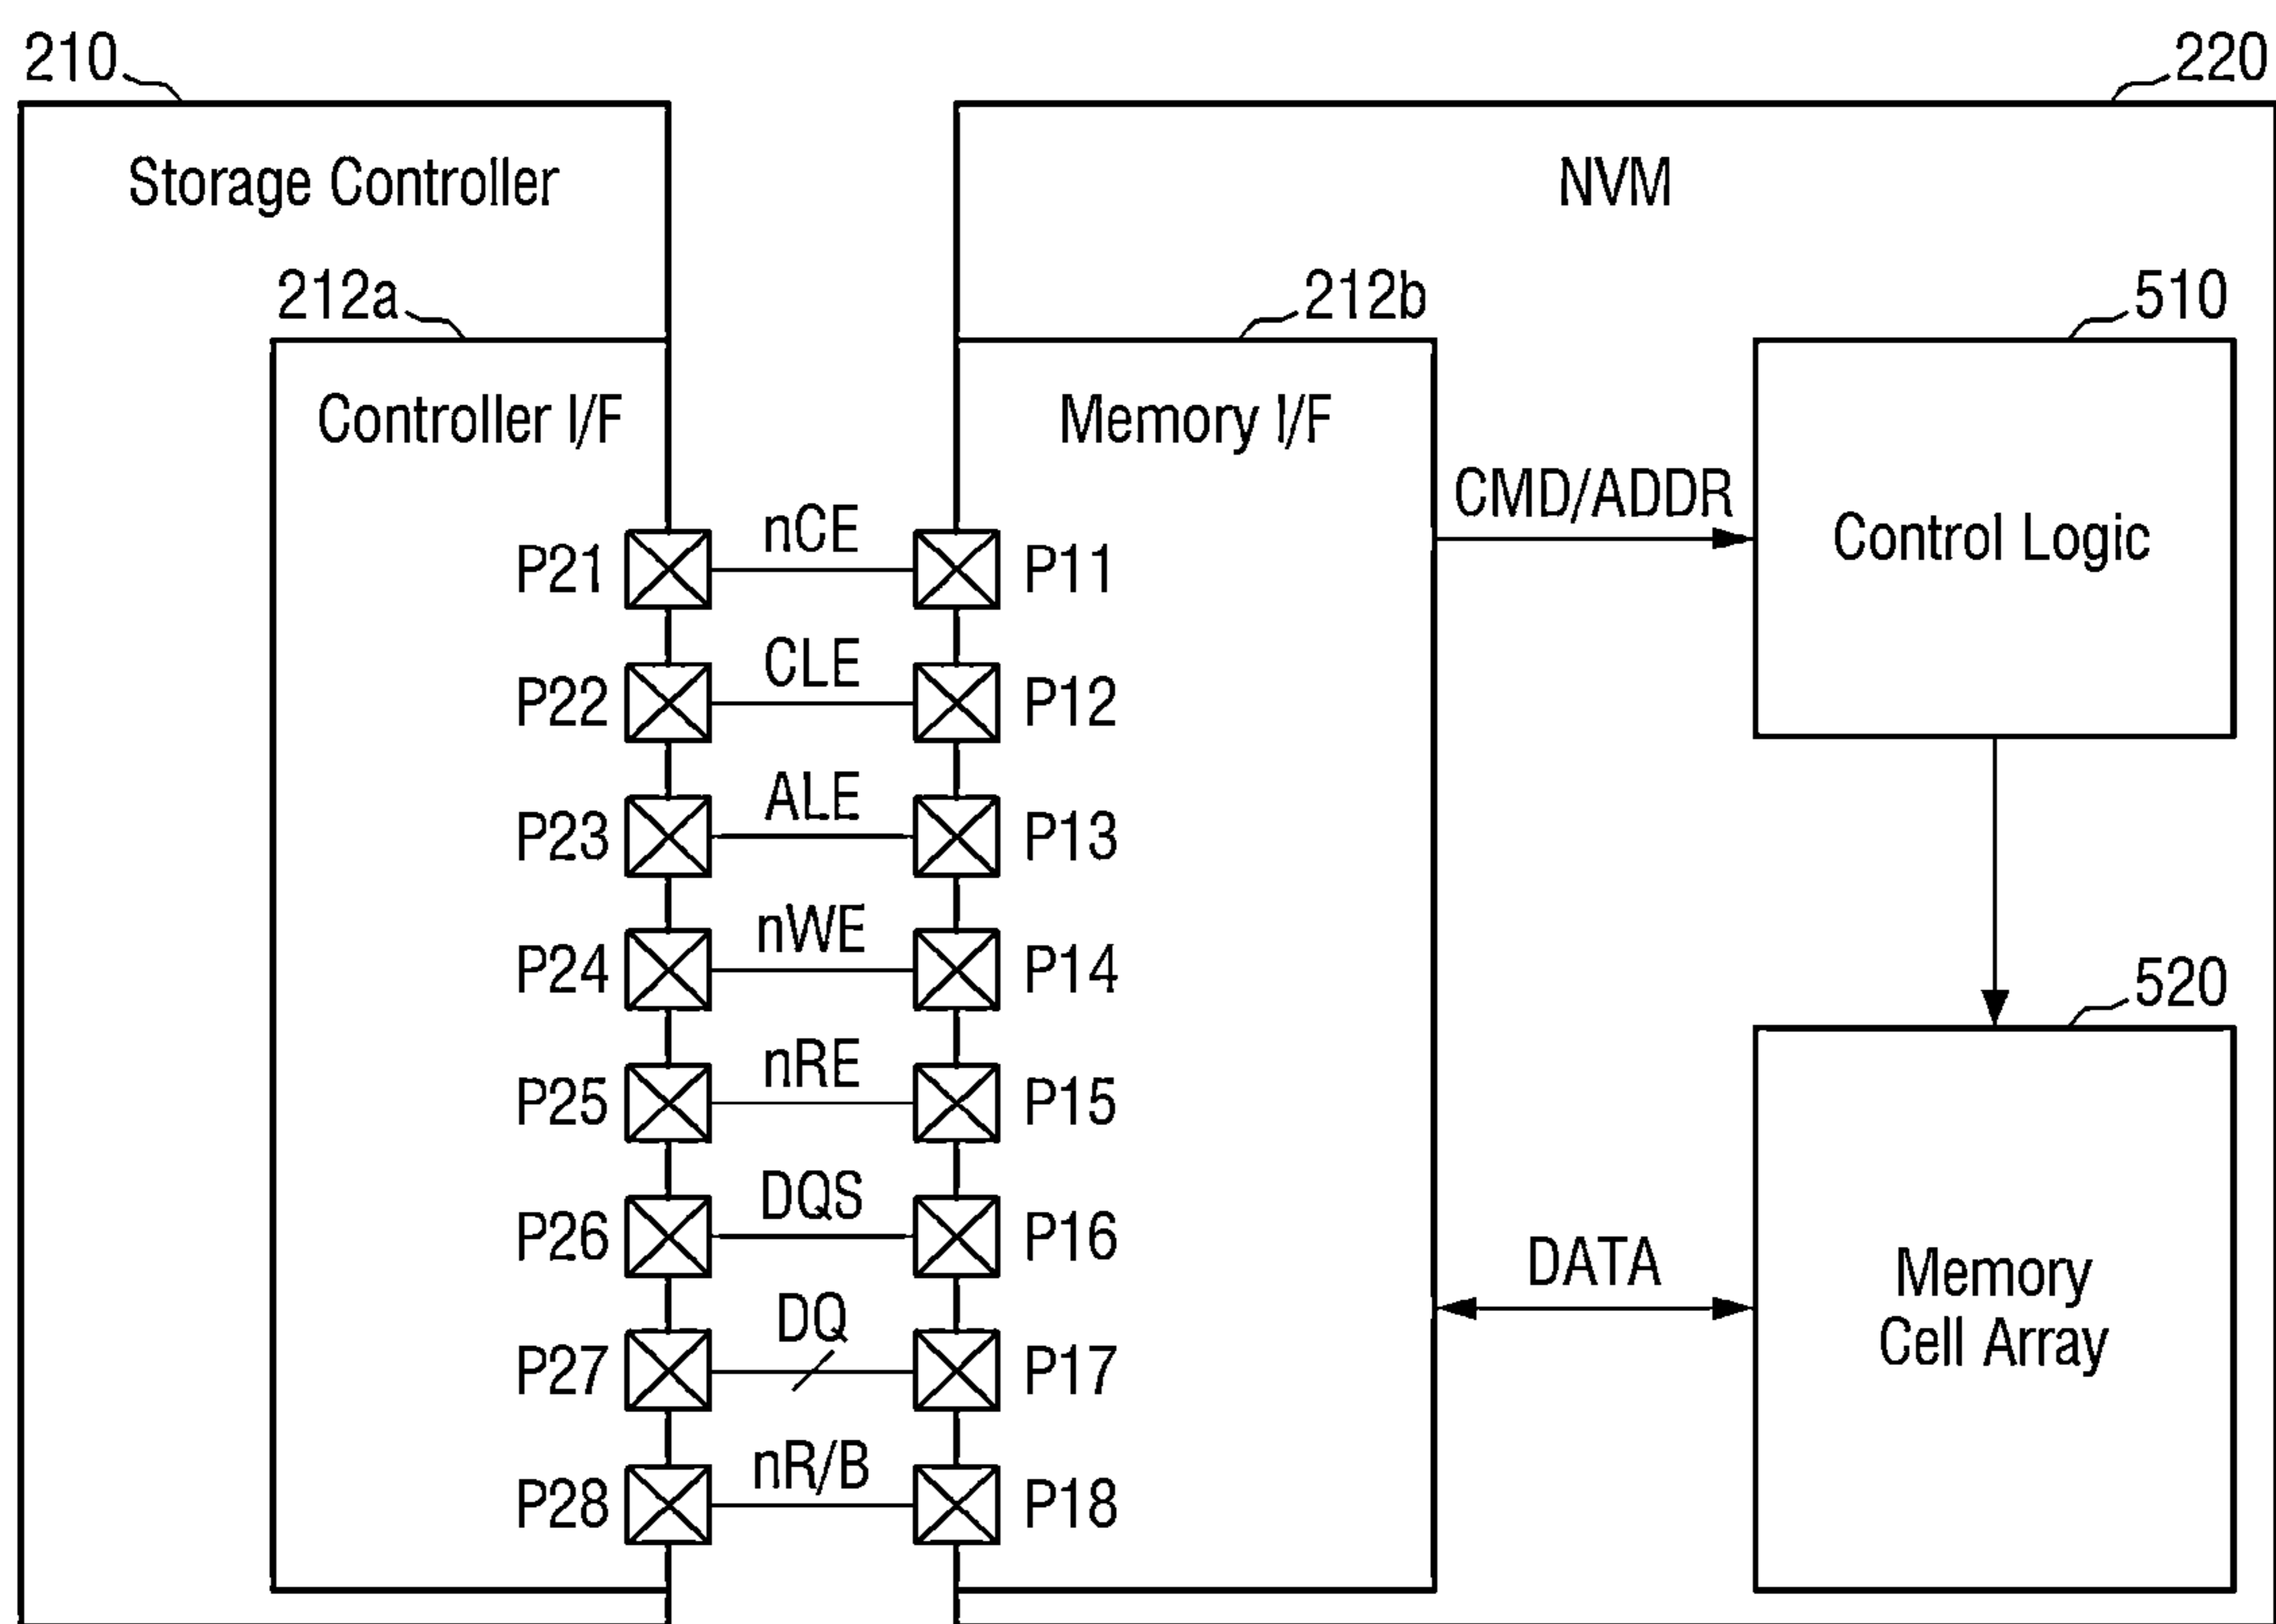 210
220
Storage Controller
NVM
212a
212b
510
Controller I/F
Memory I/F
CMD/ADDR
Control Logic
P21
nCE
P11
P22
CLE
P12
P23
ALE
P13
P24
nWE
P14
520
P25
nRE
P15
P26
DQS
P16
DATA
Memory
Cell Array
P27
DQ
P17
P28
nR/B
P18